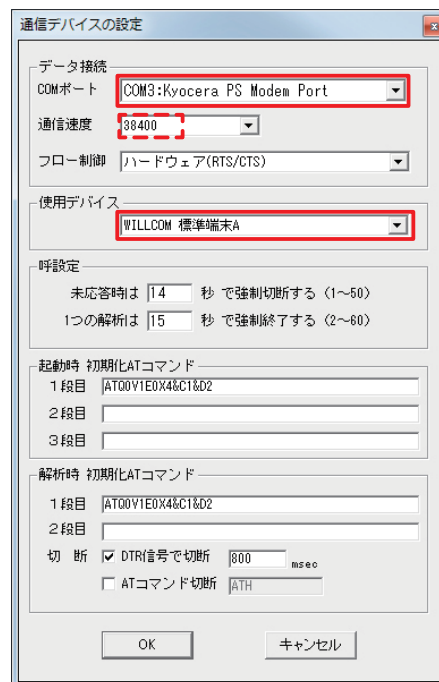 通信デバイスの設定
x
データ接続
COMポート COM3:Kyocera PS Modem Port
通信速度 38400
フロー制御 ハードウェア(RTS/CTS)
使用デバイス
WILLCOM 標準端末A
呼設定
未応答時は 14 秒 で強制切断する (1～50)
1つの解析は 15 秒 で強制終了する (2～60)
起動時 初期化ATコマンド
1段目 ATQ0V1E0X4&C1&D2
2段目
3段目
解析時 初期化ATコマンド
1段目 ATQ0V1E0X4&C1&D2
2段目
切 断 DTR信号で切断 800 msec
ATコマンド切断 ATH
OK キャンセル